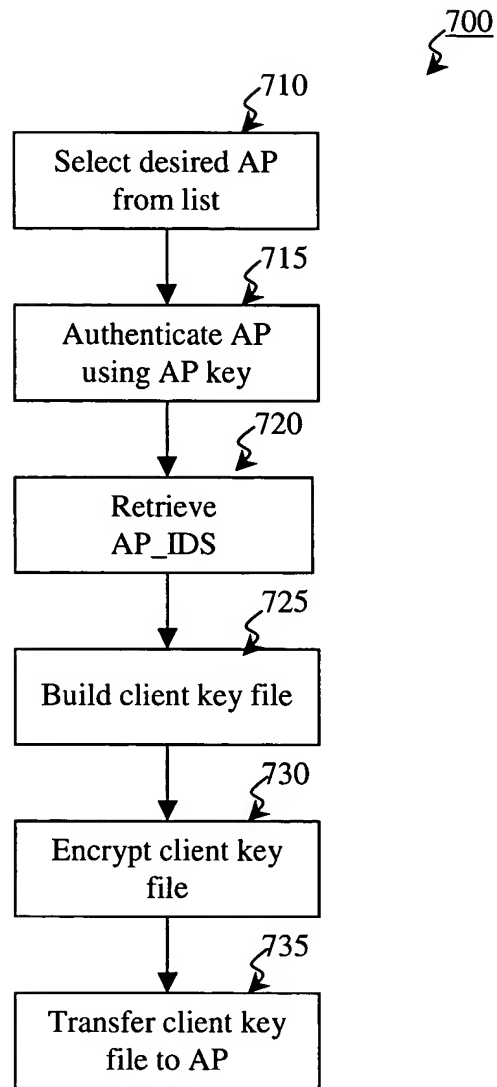 700
710
Select desired AP
from list
715
Authenticate AP
using AP key
720
Retrieve
AP_IDS
725
Build client key file
730
Encrypt client key
file
735
Transfer client key
file to AP